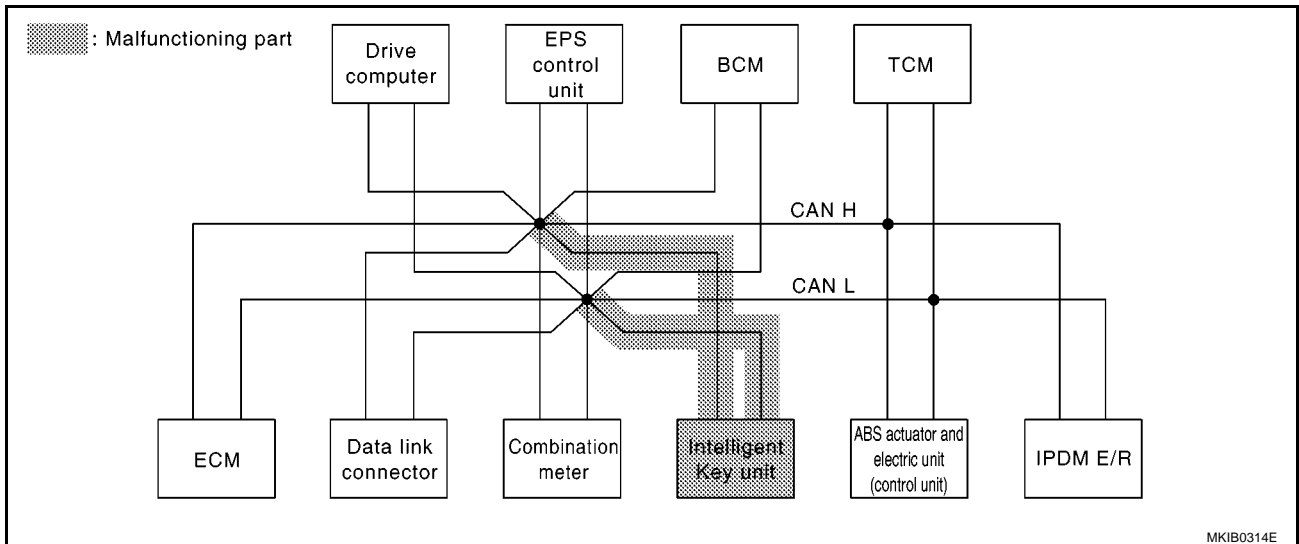 : Malfunctioning part
Drive
computer
EPS
control
unit
BCM
TCM
CAN H
CAN L
ECM
Data link
connector
Combination
meter
Intelligent
Key unit
ABS actuator and
electric unit
(control unit)
IPDM E/R
MKIB0314E